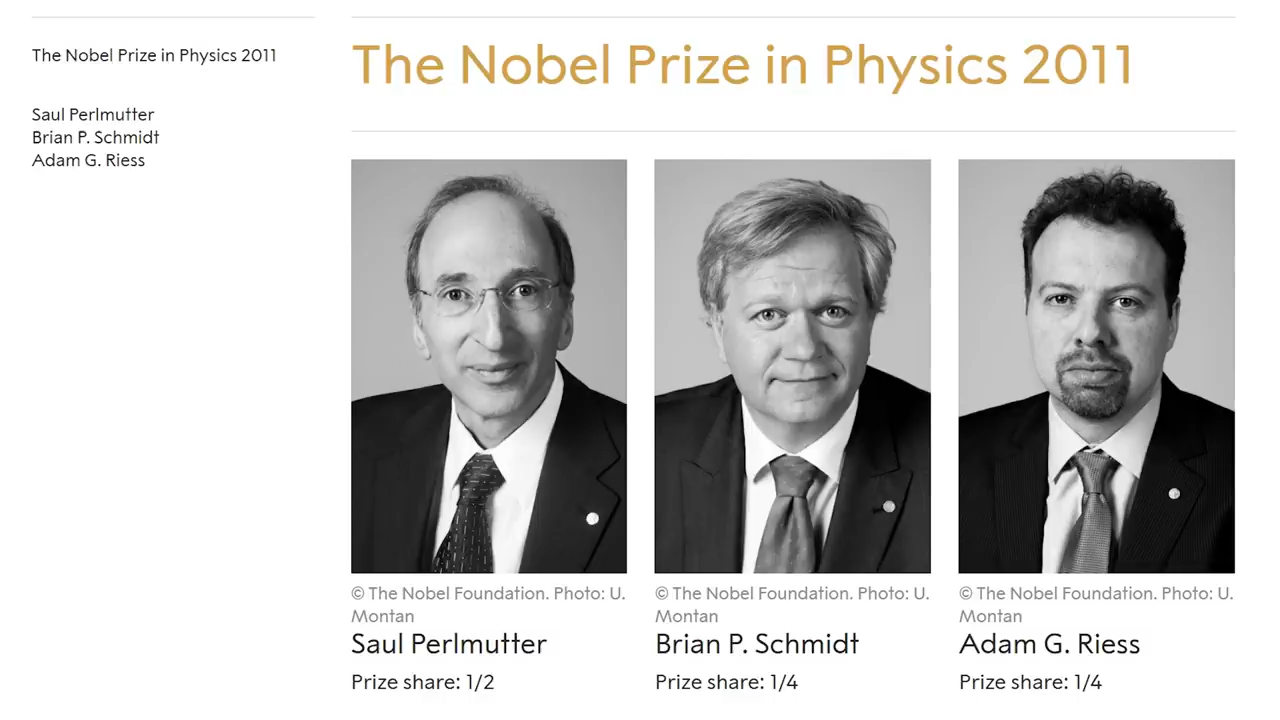 The Nobel Prize in Physics 2011
Saul Perlmutter
Brian P. Schmidt
Adam G. Riess
The Nobel Prize in Physics 2011
© The Nobel Foundation. Photo: U.
Montan
Saul Perlmutter
Prize share: 1/2
© The Nobel Foundation. Photo: U.
Montan
Brian P. Schmidt
Prize share: 1/4
© The Nobel Foundation. Photo: U.
Montan
Adam G. Riess
Prize share: 1/4